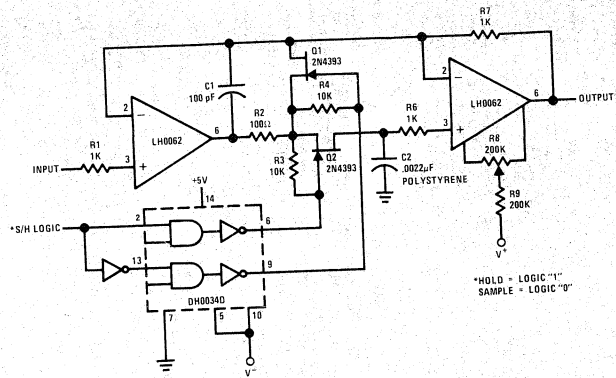 R7
1K
Q1
2N4393
C1
100 pF
R4
10K
2
LH0062
6
3
R1
1K
INPUT
R2
100Ω
R3
10K
Q2
2N4393
R6
1K
C2
.0022μF
POLYSTYRENE
2
LH0062
6
3
OUTPUT
R8
200K
R9
200K
V+
+5V
14
*S/H LOGIC
2
6
13
9
DH0034D
7
5
10
V−
*HOLD = LOGIC "1"
SAMPLE = LOGIC "0"